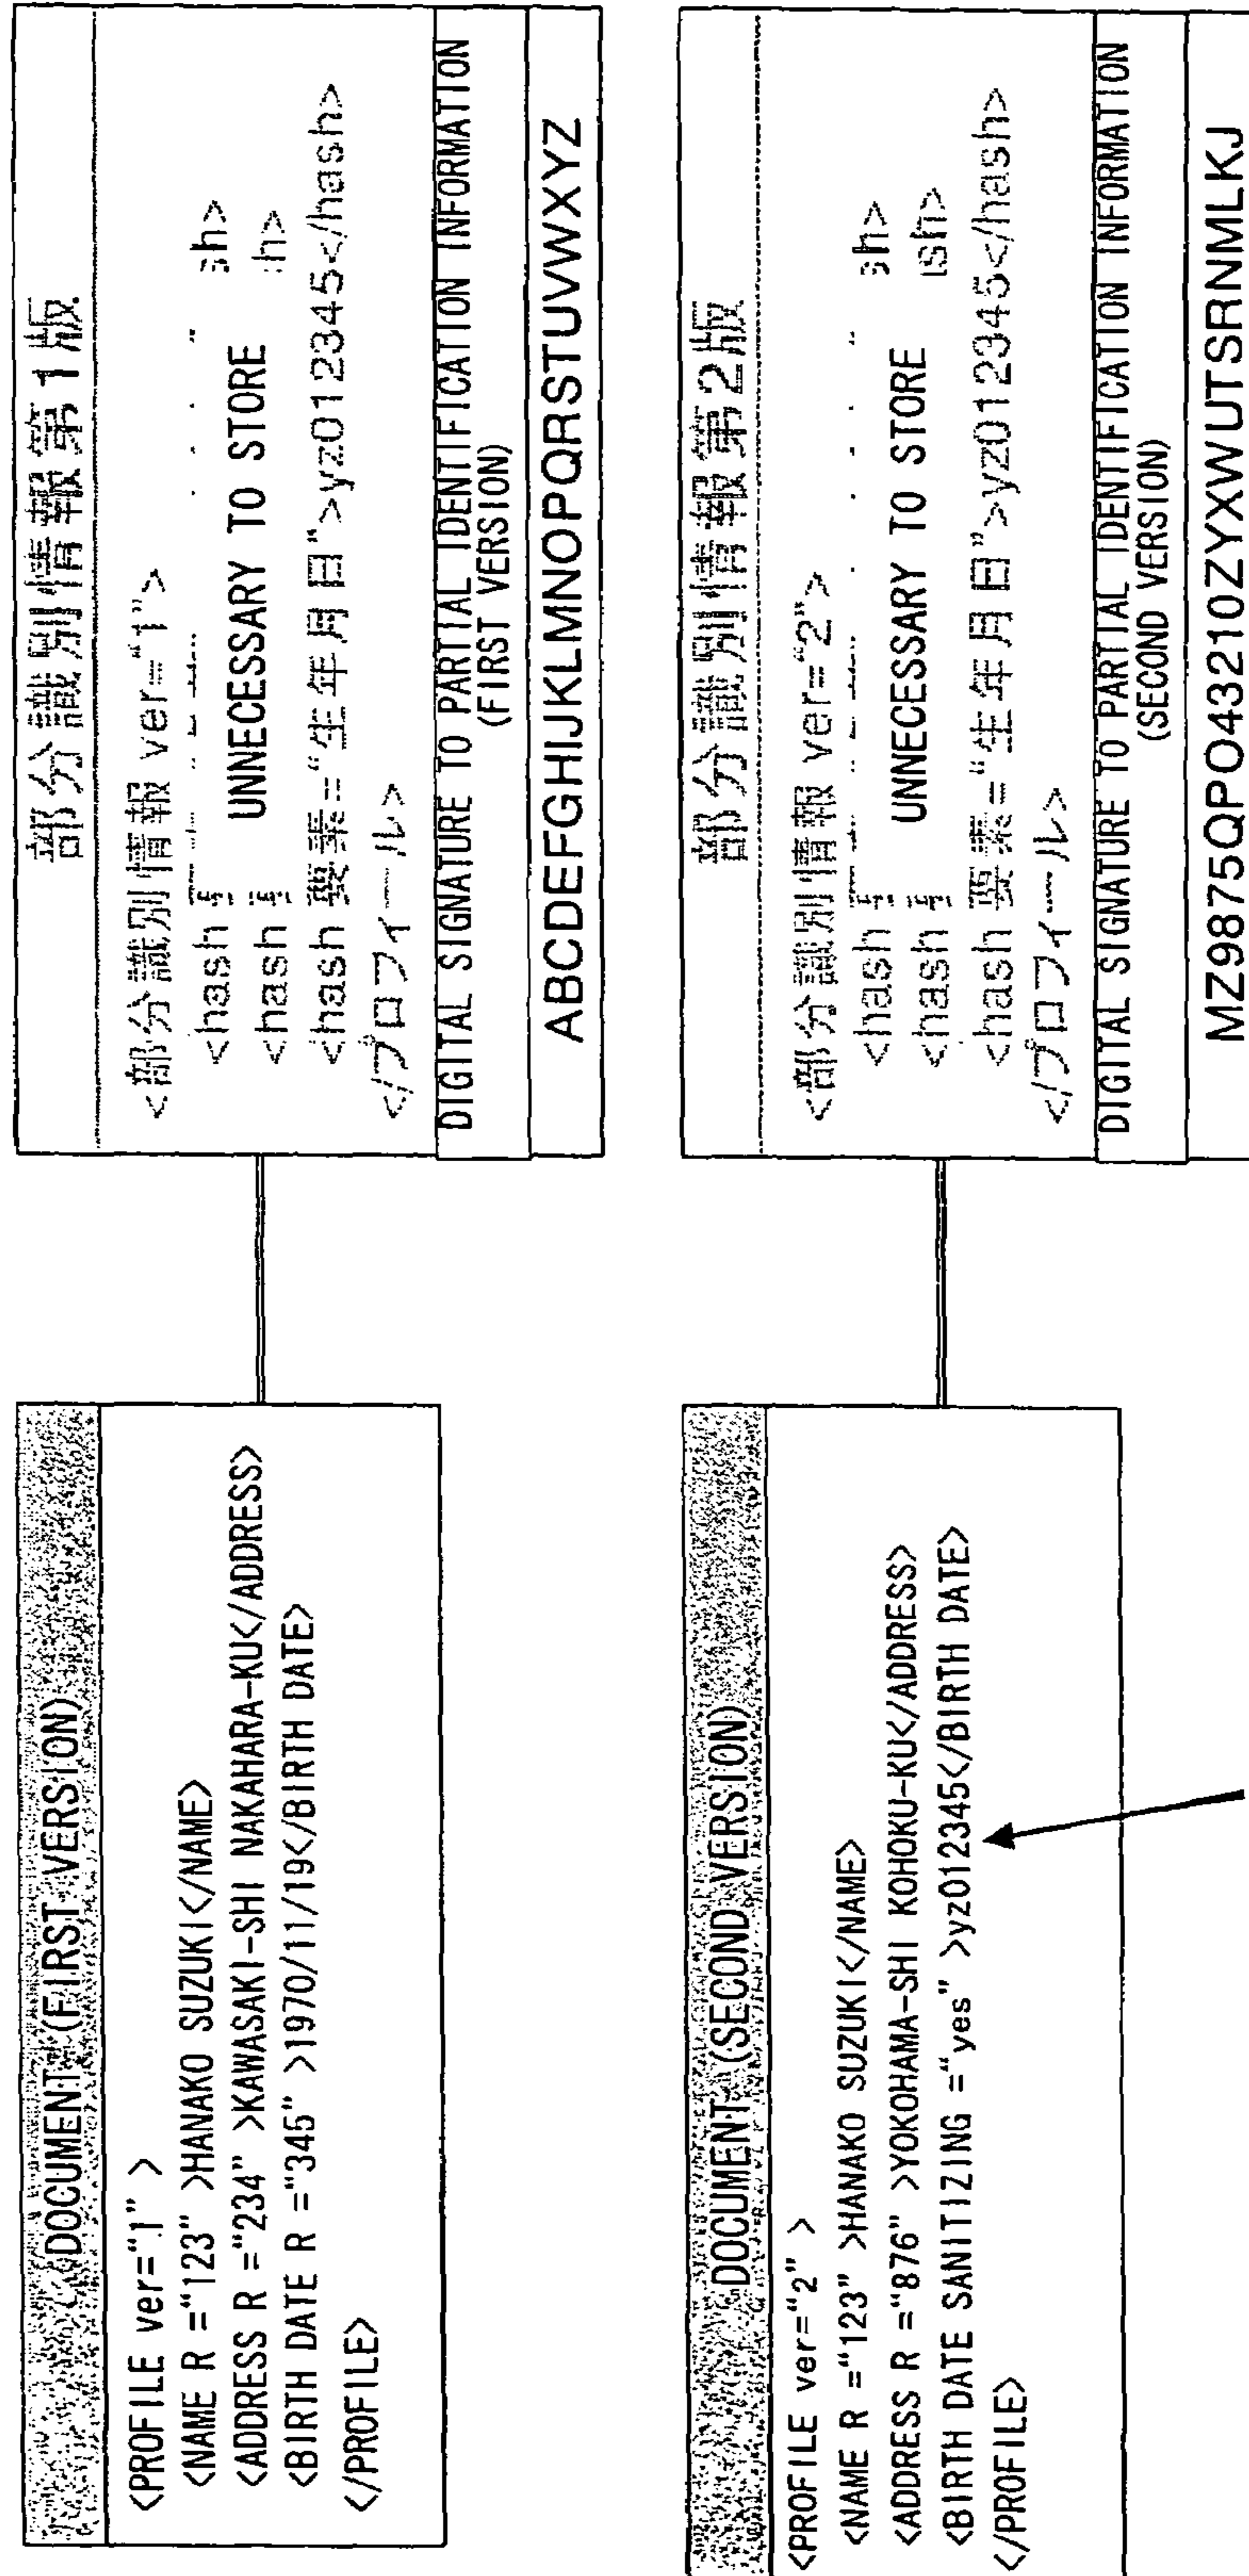 DOCUMENT (FIRST VERSION)
<PROFILE ver="1" >
<NAME R ="123" >HANAKO SUZUKI</NAME>
<ADDRESS R ="234" >KAWASAKI-SHI NAKAHARA-KU</ADDRESS>
<BIRTH DATE R ="345" >1970/11/19</BIRTH DATE>
</PROFILE>
部分識別情報第1版
<部分識別情報 ver="1">
<hash
sh>
<hash
UNNECESSARY TO STORE
<hash 要素="生年月日">yz012345</hash>
</プロフィール>
DIGITAL SIGNATURE TO PARTIAL IDENTIFICATION INFORMATION
(FIRST VERSION)
ABCDEFGHIJKLMNOPQRSTUVWXYZ
DOCUMENT (SECOND VERSION)
<PROFILE ver="2" >
<NAME R ="123" >HANAKO SUZUKI</NAME>
<ADDRESS R ="876" >YOKOHAMA-SHI KOHOKU-KU</ADDRESS>
<BIRTH DATE SANITIZING ="yes" >yz012345</BIRTH DATE>
</PROFILE>
部分識別情報第2版
<部分識別情報 ver="2">
<hash
sh>
<hash
sh>
UNNECESSARY TO STORE
<hash 要素="生年月日">yz012345</hash>
</プロフィール>
DIGITAL SIGNATURE TO PARTIAL IDENTIFICATION INFORMATION
(SECOND VERSION)
MZ9875QPO43210ZYXWUTSRNMLKJ